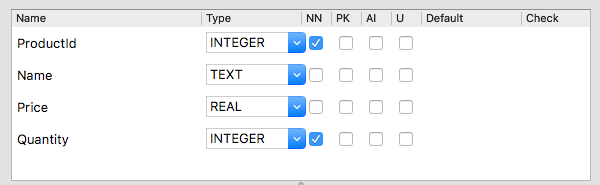 Name Type NN PK AI U Default Check
ProductId INTEGER
Name TEXT
Price REAL
Quantity INTEGER